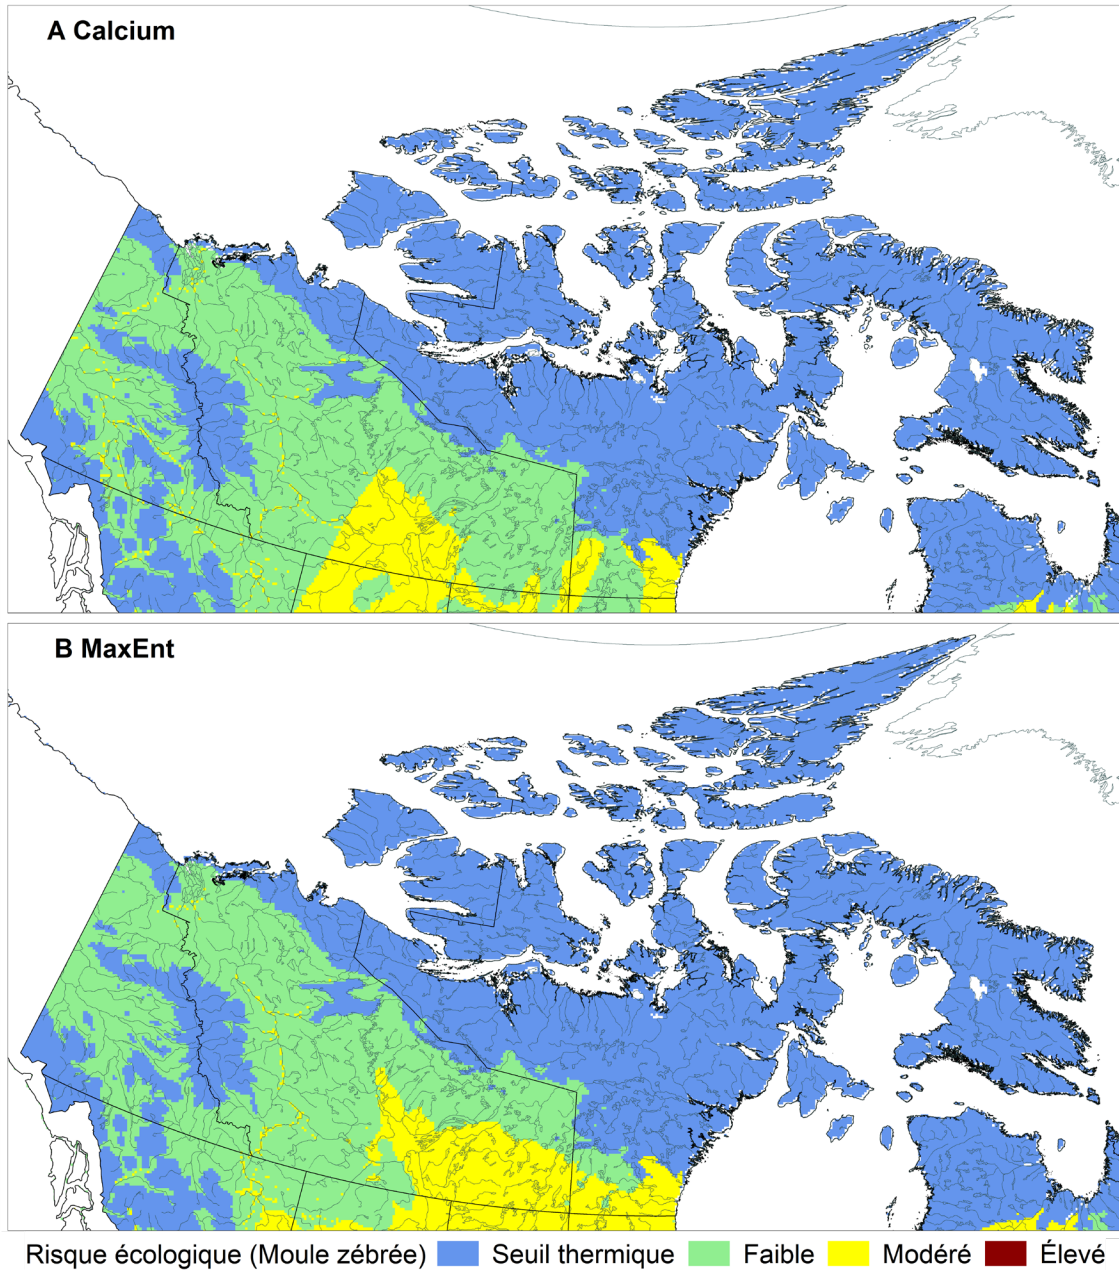 A Calcium
B MaxEnt
Risque écologique (Moule zébrée) Seuil thermique Faible Modéré Élevé